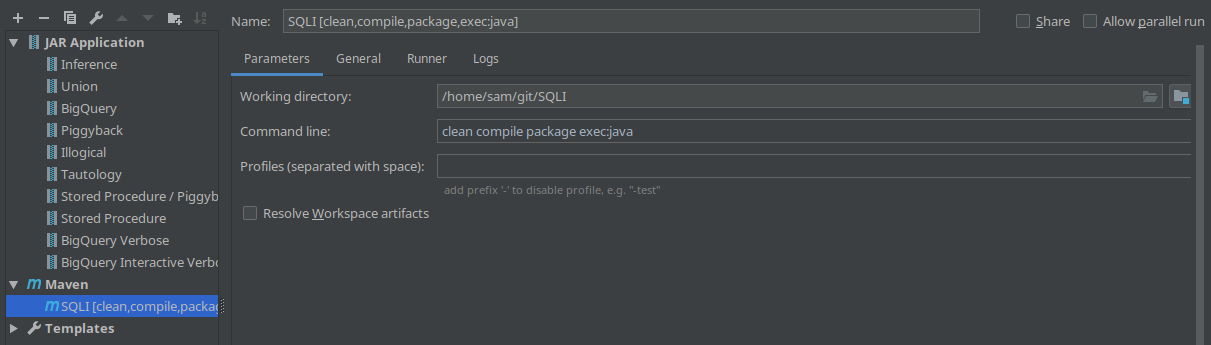 Name: SQLI [clean,compile,package,exec:java] Share Allow parallel run
JAR Application
Inference
Union
BigQuery
Piggyback
Illogical
Tautology
Stored Procedure / Piggyb
Stored Procedure
BigQuery Verbose
BigQuery Interactive Verbo
Maven
SQLI [clean,compile,packag
Templates
Parameters General Runner Logs
Working directory: /home/sam/git/SQLI
Command line: clean compile package exec:java
Profiles (separated with space):
add prefix '-' to disable profile, e.g. "-test"
Resolve Workspace artifacts